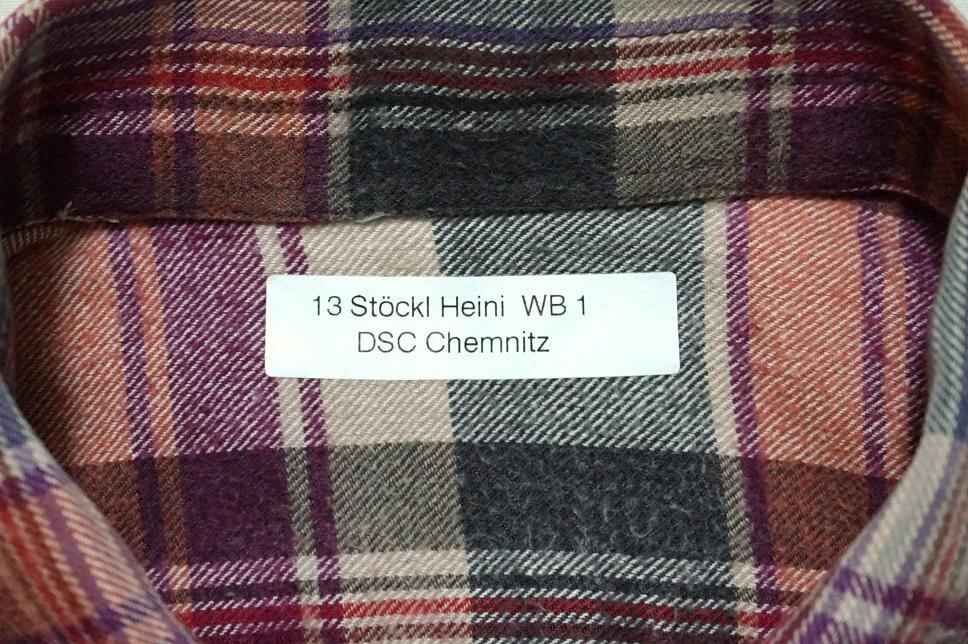 13 Stöckl Heini WB 1
DSC Chemnitz